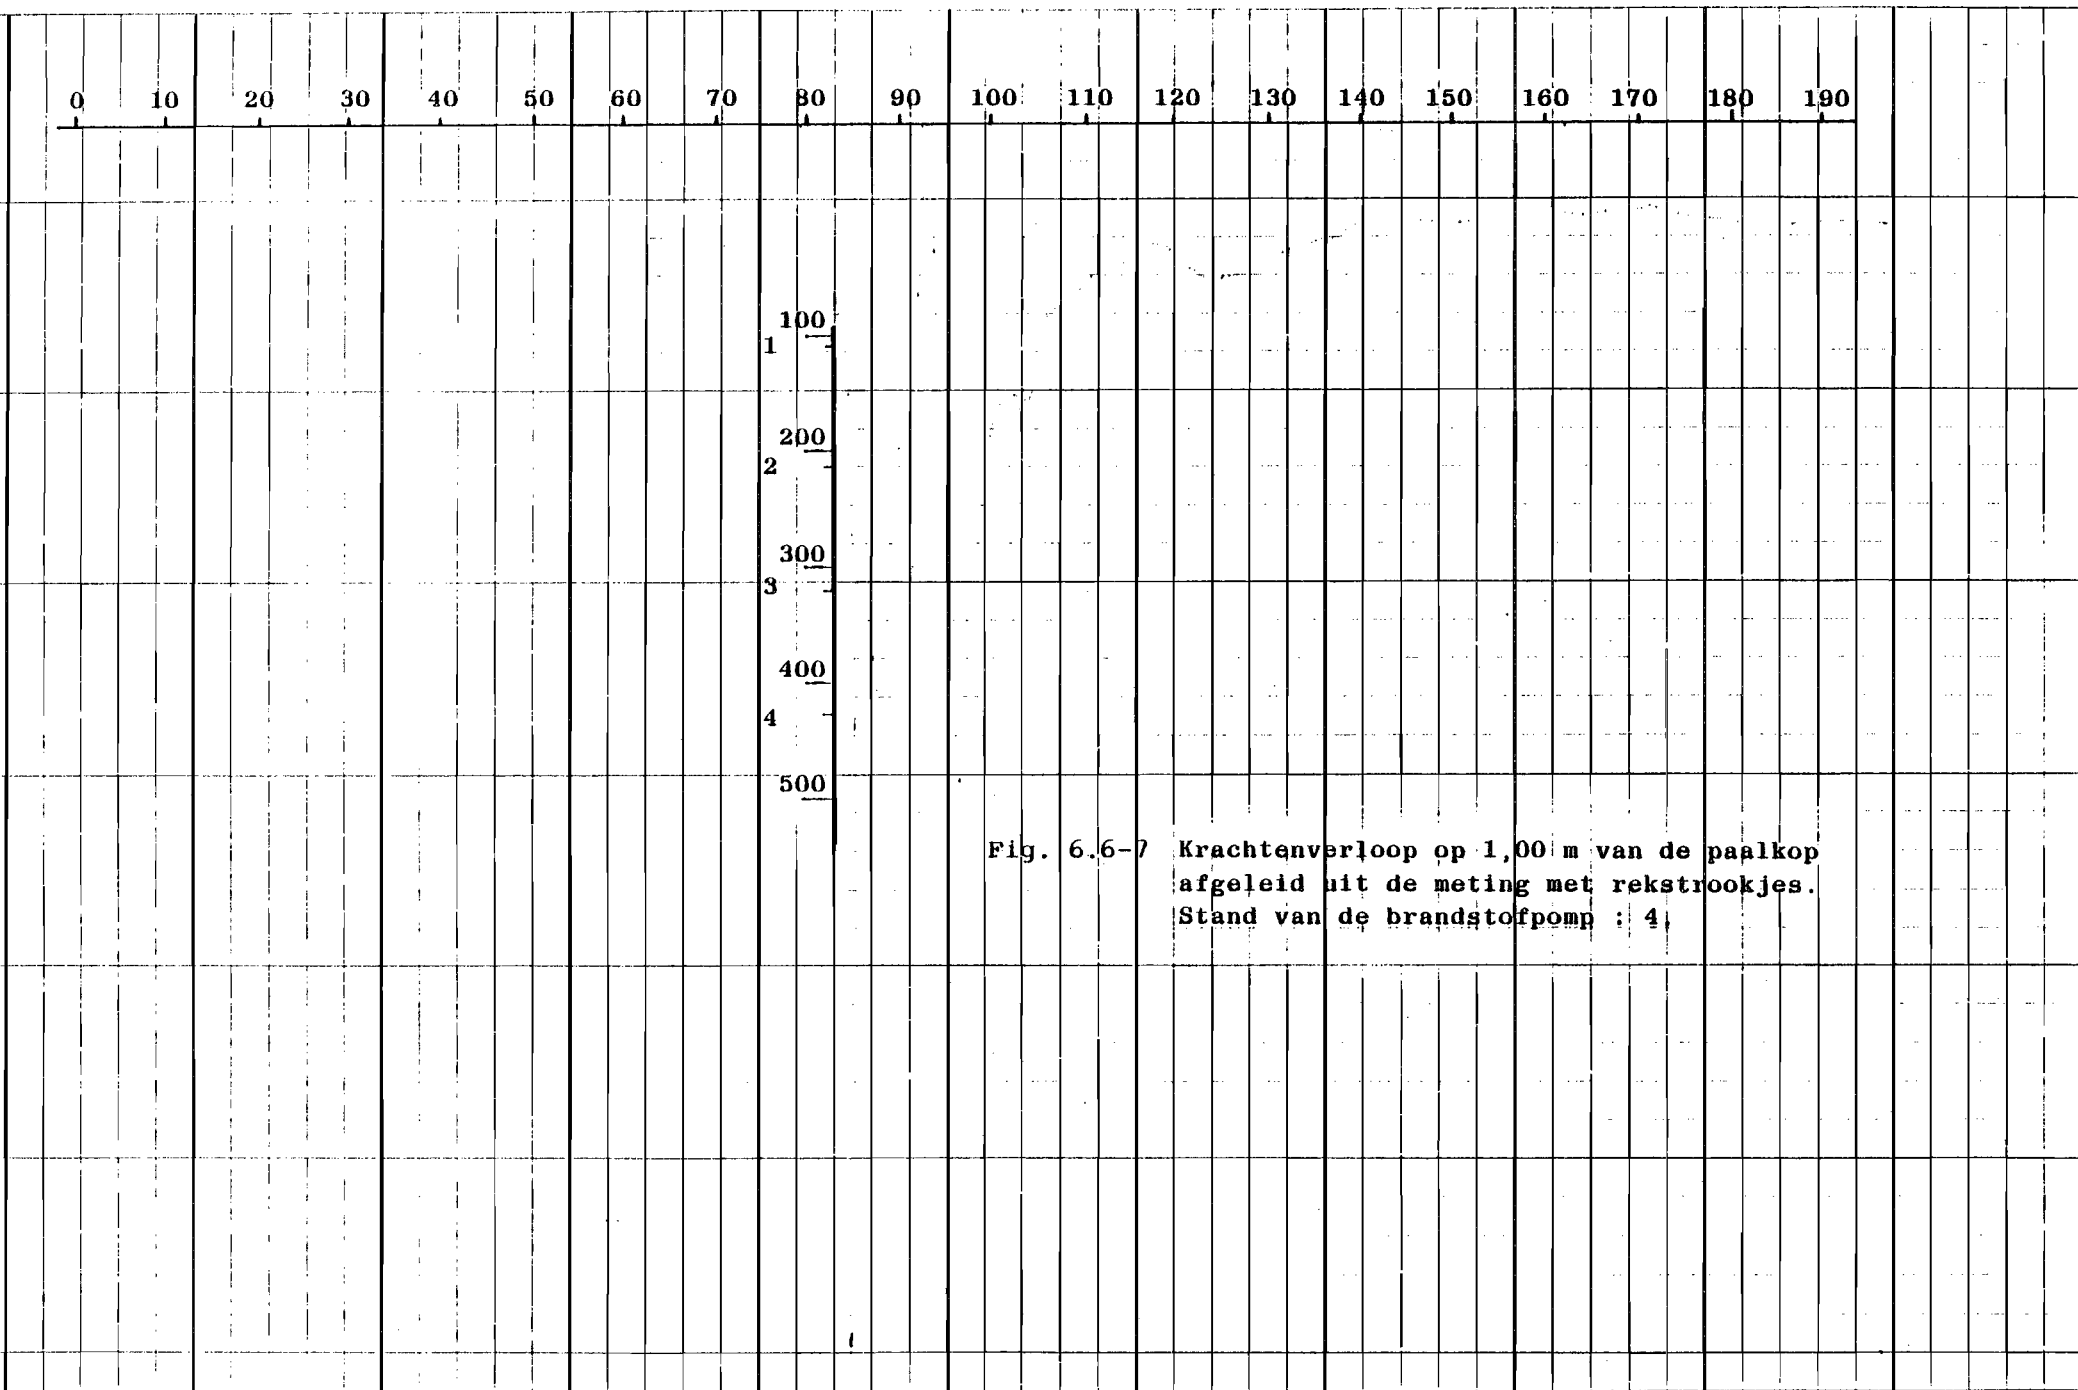 0 10 20 30 40 50 60 70 80 90 100 110 120 130 140 150 160 170 180 190
100
1
200
2
300
3
400
4
500
Fig. 6.6-7 Krachtenverloop op 1,00 m van de paalkop
afgeleid uit de meting met rekstrookjes.
Stand van de brandstofpomp : 4.